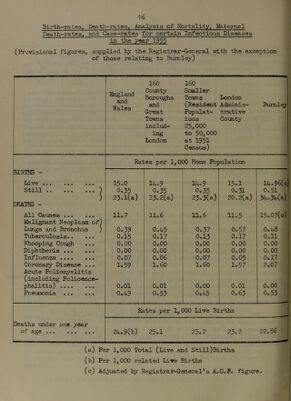 16
Birth-rates, Death-rates, Analysis of Mortality, Maternal
Death-rates, and Case-rates for certain Infectious Diseases
in the year 1955
(Provisional figures, supplied by the Registrar-General with the exception
of those relating to Burnley)
England and Wales | 160 County Boroughs and Great Towns including London | 160 Smaller Towns (Resident Populations 25,000 to 50,000 at 1951 Census) | London Administrative County | Burnley
Rates per 1,000 Home Population
BIRTHS -
Live ... ... ... 15.0 14.9 14.9 15.1 14.96(a)
Still .. ... ... ) 0.35 0.35 0.35 0.31 0.51
) 23.1(a) 23.2(a) 23.3(a) 20.2(a) 34.34(a)
DEATHS -
All Causes ... ... 11.7 11.6 11.6 11.5 15.07(c)
Malignant Neoplasm of)
Lungs and Bronchus ) 0.39 0.45 0.37 0.57 0.48
Tuberculosis.. ... 0.15 0.17 0.13 0.17 0.11
Whooping Cough ... 0.00 0.00 0.00 0.00 0.00
Diphtheria ... ... 0.00 0.00 0.00 0.00 0.00
Influenza .... ... 0.07 0.06 0.07 0.05 0.17
Coronary Disease ... 1.59 1.60 1.60 1.57 2.07
Acute Poliomyelitis
(including Polioence-
phalitis) .... ... 0.01 0.01 0.00 0.01 0.00
Pneumonia ... ... 0.49 0.53 0.45 0.63 0.53
Rates per 1,000 Live Births
Deaths under one year
of age ... ... ... 24.9(b) 25.1 23.2 23.2 22.86
(a) Per 1,000 Total (Live and Still)Births
(b) Per 1,000 related Live Births
(c) Adjusted by Registrar-General's A.C.F. figure.